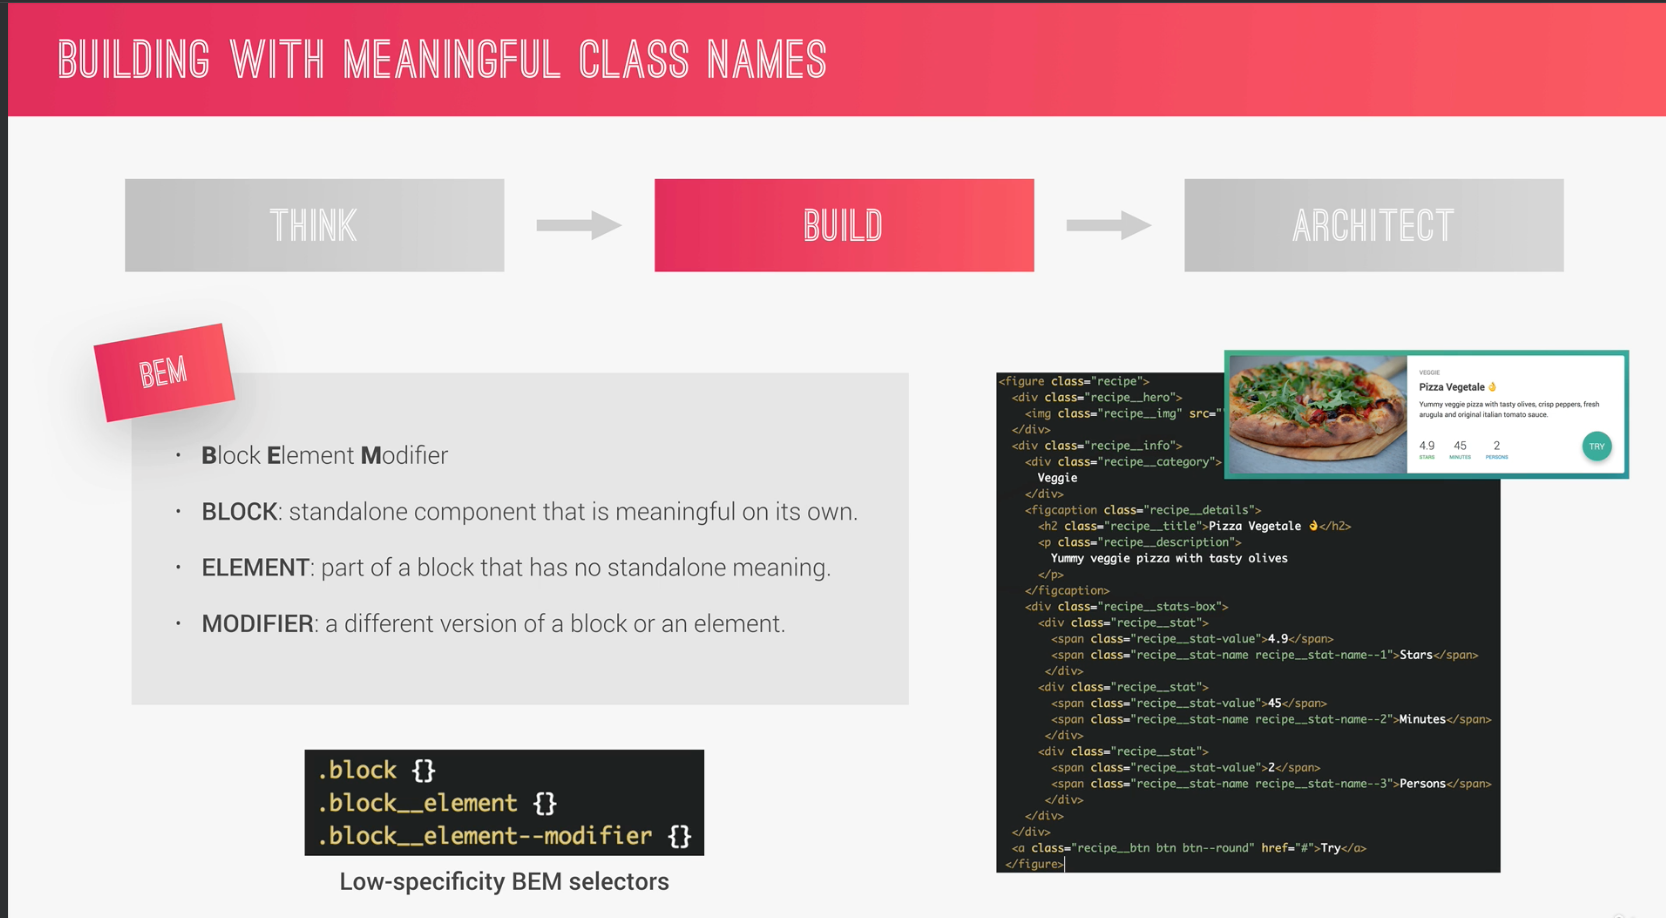 BUILDING WITH MEANINGFUL CLASS NAMES
THINK
BUILD
ARCHITECT
BEM
• Block Element Modifier
• BLOCK: standalone component that is meaningful on its own.
• ELEMENT: part of a block that has no standalone meaning.
• MODIFIER: a different version of a block or an element.
.block {}
.block__element {}
.block__element--modifier {}
Low-specificity BEM selectors
<figure class="recipe">
<div class="recipe__hero">
<img class="recipe__img" src="
</div>
<div class="recipe__info">
<div class="recipe__category">
Veggie
</div>
<figcaption class="recipe__details">
<h2 class="recipe__title">Pizza Vegetale 👌</h2>
<p class="recipe__description">
Yummy veggie pizza with tasty olives
</p>
</figcaption>
<div class="recipe__stats-box">
<div class="recipe__stat">
<span class="recipe__stat-value">4.9</span>
<span class="recipe__stat-name recipe__stat-name--1">Stars</span>
</div>
<div class="recipe__stat">
<span class="recipe__stat-value">45</span>
<span class="recipe__stat-name recipe__stat-name--2">Minutes</span>
</div>
<div class="recipe__stat">
<span class="recipe__stat-value">2</span>
<span class="recipe__stat-name recipe__stat-name--3">Persons</span>
</div>
</div>
</div>
<a class="recipe__btn btn btn--round" href="#">Try</a>
</figure>
VEGGIE
Pizza Vegetale 👌
Yummy veggie pizza with tasty olives, crisp peppers, fresh
arugula and original italian tomato sauce.
4.9 45 2
STARS MINUTES PERSONS
TRY